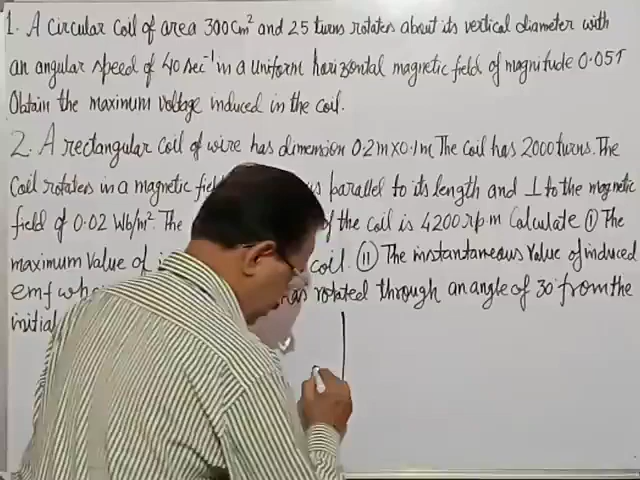 1. A Circular Coil of area 300 Cm² and 25 turns rotates about its vertical diameter with
an angular speed of 40 sec⁻¹ in a uniform horizontal magnetic field of magnitude 0.05T
Obtain the maximum voltage induced in the coil.
2. A rectangular coil of wire has dimension 0.2m×0.1m The coil has 2000 turns. The
Coil rotates in a magnetic parallel to its length and ⊥ to the magnetic
field of 0.02 Wb/m² The of the coil is 4200 r.p.m Calculate (I) The
maximum value of coil. (II) The instantaneous value of induced
emf has rotated through an angle of 30° from the
initial